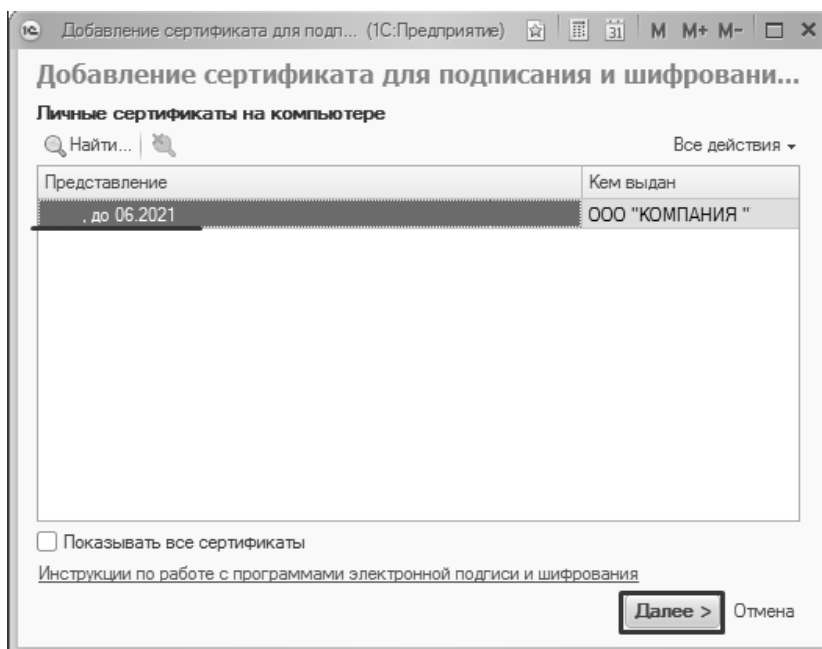 1С Добавление сертификата для подп... (1С:Предприятие) 31 M M+ M-
Добавление сертификата для подписания и шифровани...
Личные сертификаты на компьютере
Найти... Все действия
Представление Кем выдан
, до 06.2021 ООО "КОМПАНИЯ "
Показывать все сертификаты
Инструкции по работе с программами электронной подписи и шифрования
Далее > Отмена